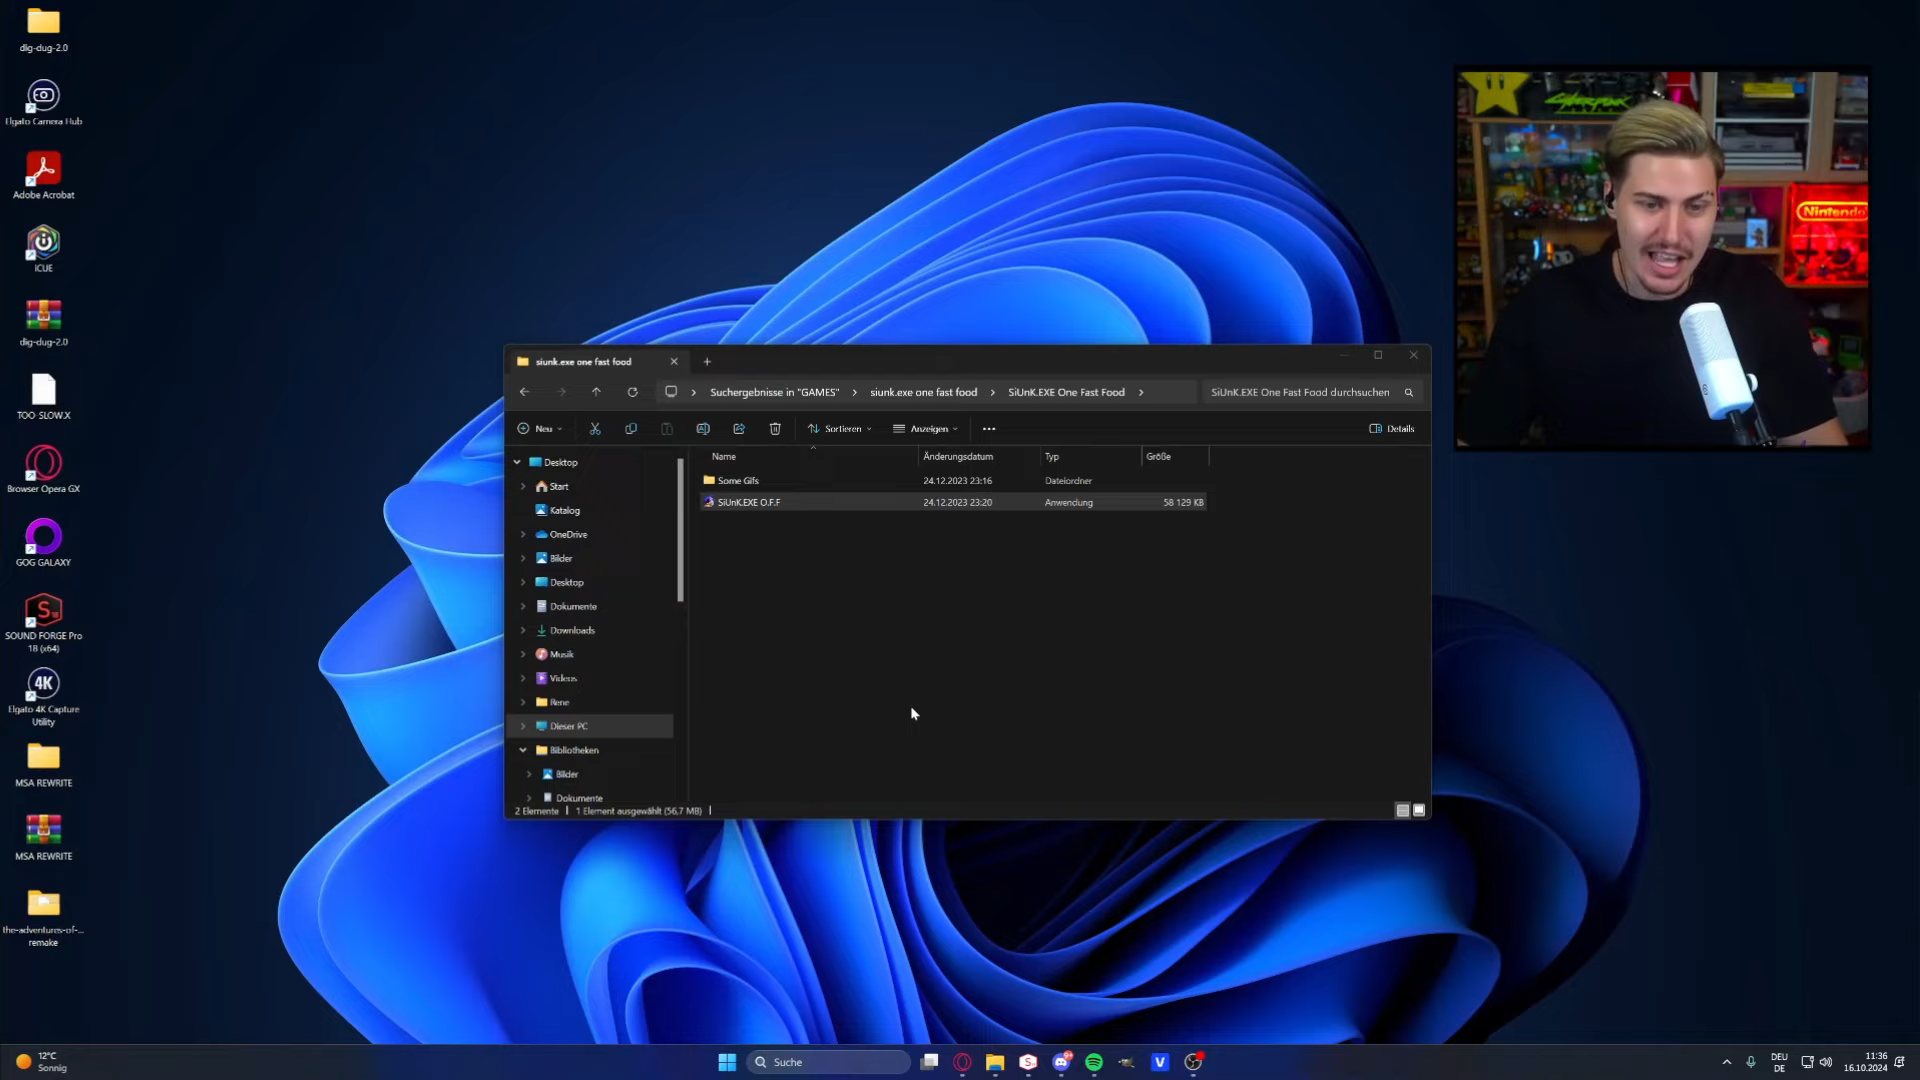 dig-dug-2.0
Elgato Camera Hub
Adobe Acrobat
iCUE
dig-dug-2.0
TOO-SLOW.X
Browser Opera GX
GOG GALAXY
SOUND FORGE Pro
18 (x64)
4K
Elgato 4K Capture
Utility
MSA REWRITE
MSA REWRITE
the-adventures-of-...
remake
CYBERPUNK
Nintendo
siunk.exe one fast food
Suchergebnisse in "GAMES" > siunk.exe one fast food > SiUnK.EXE One Fast Food >
SiUnK.EXE One Fast Food durchsuchen
Neu
Sortieren
Anzeigen
...
Details
Name Änderungsdatum Typ Größe
Some Gifs 24.12.2023 23:16 Dateiordner
SiUnK.EXE O.F.F 24.12.2023 23:20 Anwendung 58 129 KB
Desktop
Start
Katalog
OneDrive
Bilder
Desktop
Dokumente
Downloads
Musik
Videos
Rene
Dieser PC
Bibliotheken
Bilder
Dokumente
2 Elemente | 1 Element ausgewählt (56,7 MB) |
12°C
Sonnig
Suche
DEU
DE
11:36
16.10.2024